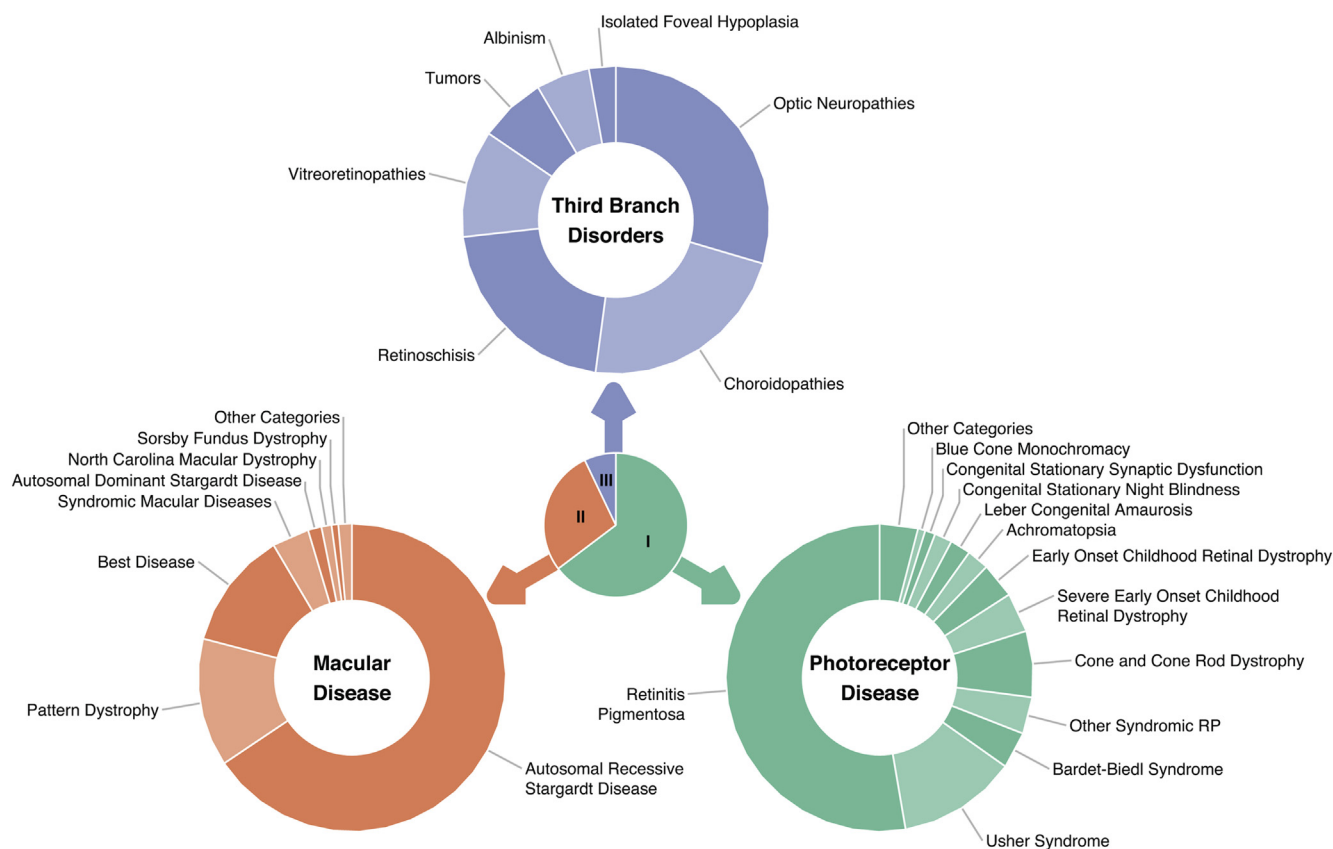 Isolated Foveal Hypoplasia
Albinism
Tumors
Optic Neuropathies
Vitreoretinopathies
Third Branch
Disorders
Retinoschisis
Choroidopathies
III
II
I
Other Categories
Sorsby Fundus Dystrophy
North Carolina Macular Dystrophy
Autosomal Dominant Stargardt Disease
Syndromic Macular Diseases
Best Disease
Macular
Disease
Pattern Dystrophy
Autosomal Recessive
Stargardt Disease
Other Categories
Blue Cone Monochromacy
Congenital Stationary Synaptic Dysfunction
Congenital Stationary Night Blindness
Leber Congenital Amaurosis
Achromatopsia
Early Onset Childhood Retinal Dystrophy
Severe Early Onset Childhood
Retinal Dystrophy
Cone and Cone Rod Dystrophy
Photoreceptor
Disease
Retinitis
Pigmentosa
Other Syndromic RP
Bardet-Biedl Syndrome
Usher Syndrome